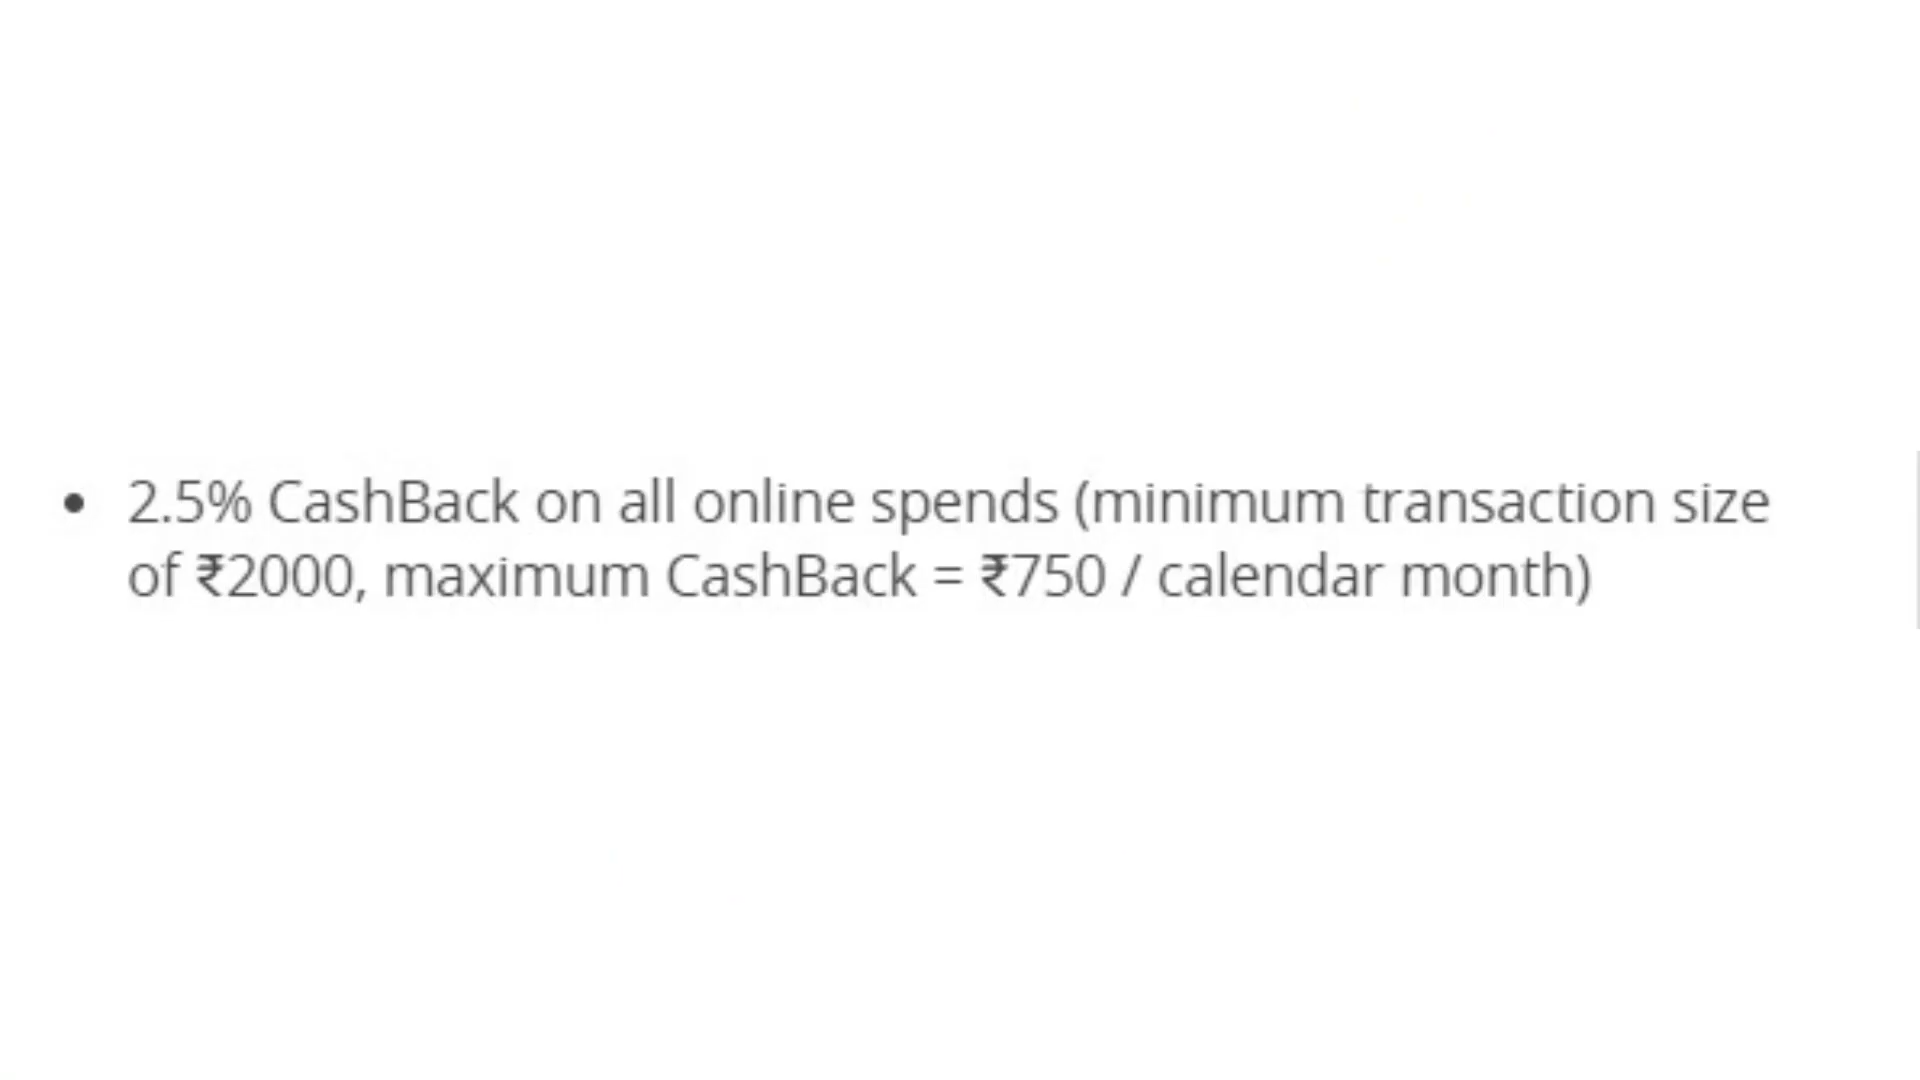 • 2.5% CashBack on all online spends (minimum transaction size
of ₹2000, maximum CashBack = ₹750 / calendar month)